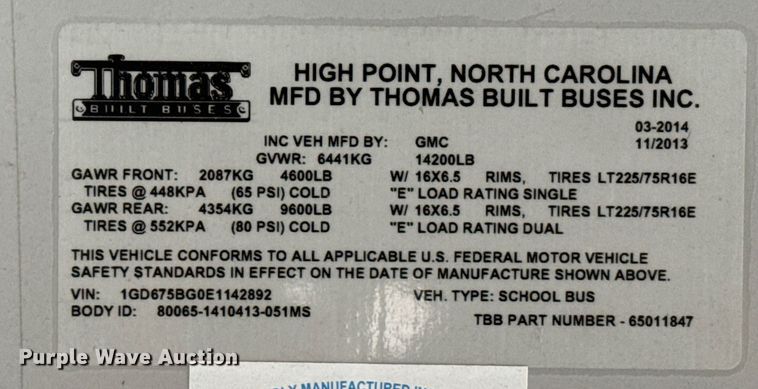 Thomas
BUILT BUSES
HIGH POINT, NORTH CAROLINA
MFD BY THOMAS BUILT BUSES INC.
03-2014
INC VEH MFD BY: GMC 11/2013
GVWR: 6441KG 14200LB
GAWR FRONT: 2087KG 4600LB W/ 16X6.5 RIMS, TIRES LT225/75R16E
TIRES @ 448KPA (65 PSI) COLD "E" LOAD RATING SINGLE
GAWR REAR: 4354KG 9600LB W/ 16X6.5 RIMS, TIRES LT225/75R16E
TIRES @ 552KPA (80 PSI) COLD "E" LOAD RATING DUAL
THIS VEHICLE CONFORMS TO ALL APPLICABLE U.S. FEDERAL MOTOR VEHICLE
SAFETY STANDARDS IN EFFECT ON THE DATE OF MANUFACTURE SHOWN ABOVE.
VIN: 1GD675BG0E1142892 VEH. TYPE: SCHOOL BUS
BODY ID: 80065-1410413-051MS
TBB PART NUMBER - 65011847
Purple Wave Auction
LY MANUFACTURED IN